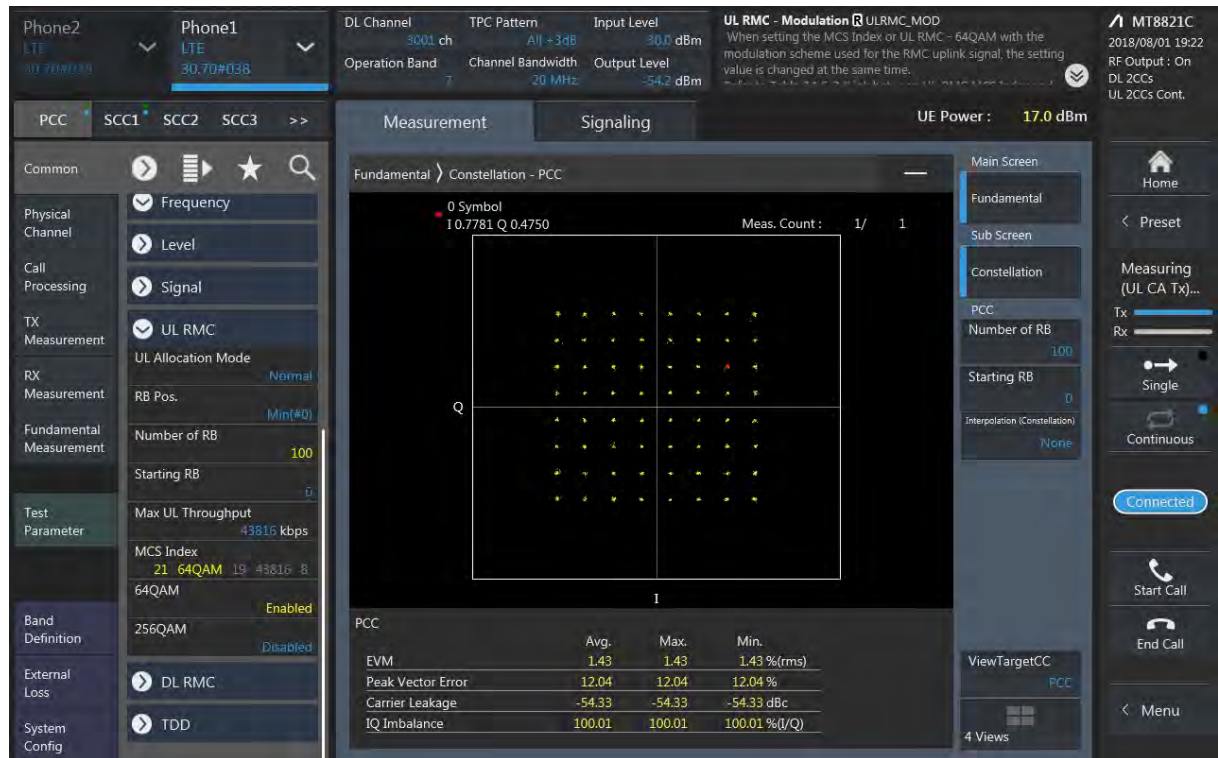 Phone2
LTE
Phone1
LTE
30.70#038
DL Channel
3001 ch
TPC Pattern
All +3dB
Input Level
30.0 dBm
Operation Band
7
Channel Bandwidth
20 MHz
Output Level
-54.2 dBm
UL RMC - Modulation R ULRMC_MOD
When setting the MCS Index or UL RMC -
64QAM with the
modulation scheme used for the RMC uplink signal, the setting
value is changed at the same time.
MT8821C
2018/08/01 19:22
RF Output : On
DL 2CCs
UL 2CCs Cont.
PCC
SCC1
SCC2
SCC3
>>
Measurement
Signaling
UE Power : 17.0 dBm
Common
Physical
Channel
Call
Processing
TX
Measurement
RX
Measurement
Fundamental
Measurement
Test
Parameter
Band
Definition
External
Loss
System
Config
Frequency
Level
Signal
UL RMC
UL Allocation Mode
Normal
RB Pos.
Min(#0)
Number of RB
100
Starting RB
0
Max UL Throughput
43816 kbps
MCS Index
21 64QAM 19 43816 8
64QAM
Enabled
256QAM
Disabled
DL RMC
TDD
Fundamental 〉 Constellation - PCC
0 Symbol
I 0.7781 Q 0.4750
Meas. Count : 1/ 1
Q
I
PCC
Avg. Max. Min.
EVM 1.43 1.43 1.43 %(rms)
Peak Vector Error 12.04 12.04 12.04 %
Carrier Leakage -54.33 -54.33 -54.33 dBc
IQ Imbalance 100.01 100.01 100.01 %(I/Q)
Main Screen
Fundamental
Sub Screen
Constellation
PCC
Number of RB
100
Starting RB
0
Interpolation (Constellation)
None
ViewTargetCC
PCC
4 Views
Home
< Preset
Measuring
(UL CA Tx)...
Tx
Rx
Single
Continuous
Connected
Start Call
End Call
< Menu